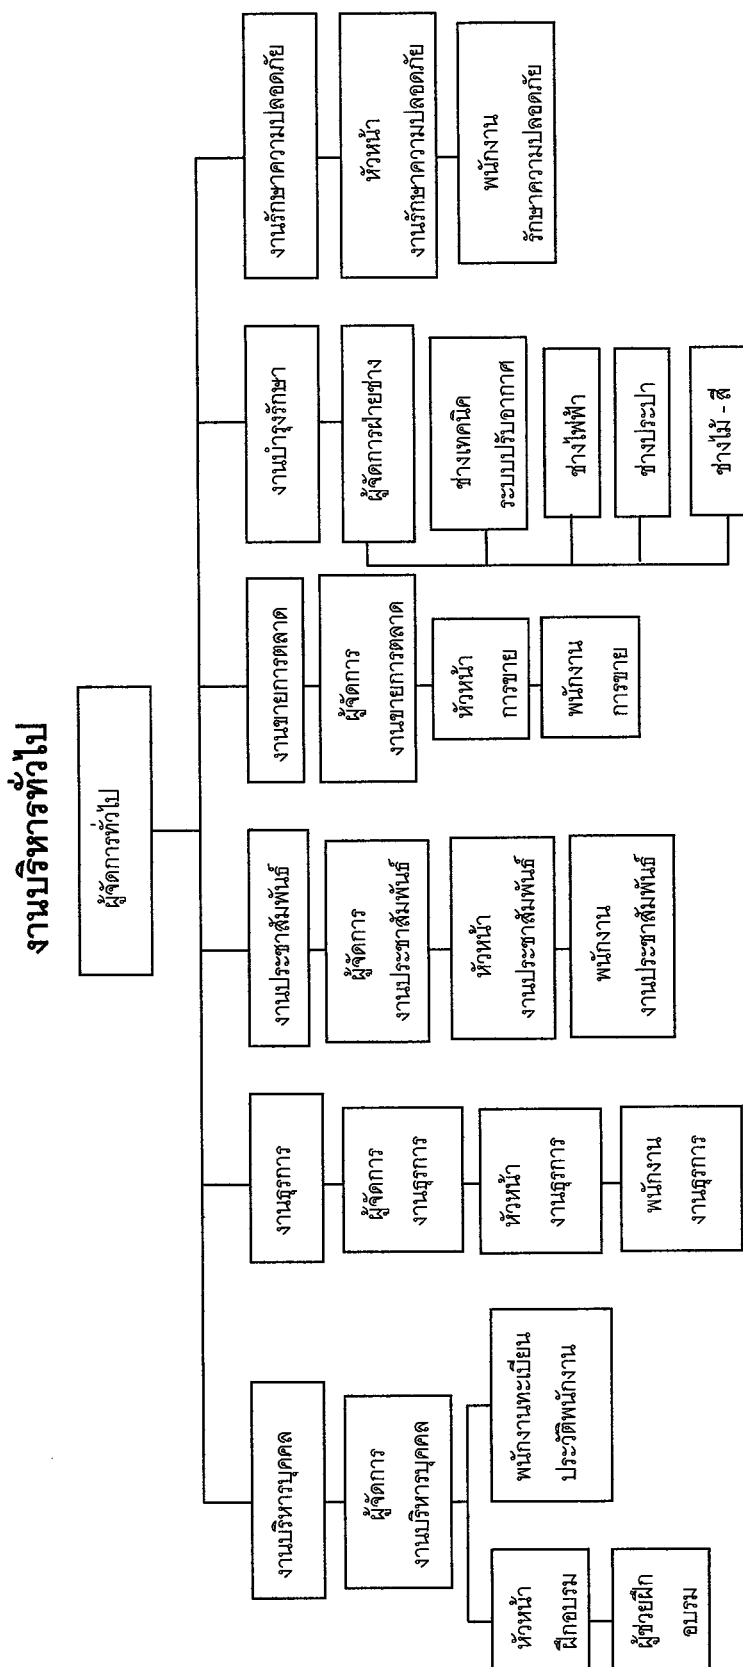 งานบริหารทั่วไป
ผู้จัดการทั่วไป
งานบริหารบุคคล
ผู้จัดการ
งานบริหารบุคคล
หัวหน้า
ฝึกอบรม
ผู้ช่วยฝึก
อบรม
พนักงานทะเบียน
ประวัติพนักงาน
งานธุรการ
ผู้จัดการ
งานธุรการ
หัวหน้า
งานธุรการ
พนักงาน
งานธุรการ
งานประชาสัมพันธ์
ผู้จัดการ
งานประชาสัมพันธ์
หัวหน้า
งานประชาสัมพันธ์
พนักงาน
งานประชาสัมพันธ์
งานขายการตลาด
ผู้จัดการ
งานขายการตลาด
หัวหน้า
การขาย
พนักงาน
การขาย
งานบำรุงรักษา
ผู้จัดการฝ่ายช่าง
ช่างเทคนิค
ระบบปรับอากาศ
ช่างไฟฟ้า
ช่างประปา
ช่างไม้ - สี
งานรักษาความปลอดภัย
หัวหน้า
งานรักษาความปลอดภัย
พนักงาน
รักษาความปลอดภัย